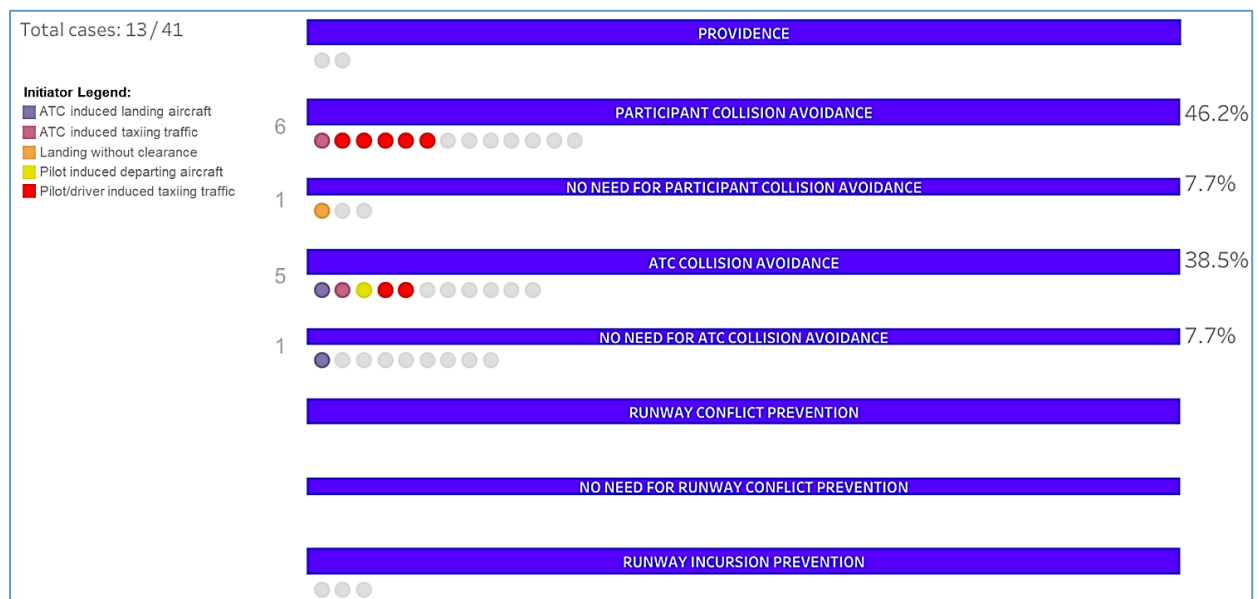 Total cases: 13 / 41
PROVIDENCE
Initiator Legend:
ATC induced landing aircraft
ATC induced taxiing traffic
Landing without clearance
Pilot induced departing aircraft
Pilot/driver induced taxiing traffic
PARTICIPANT COLLISION AVOIDANCE
46.2%
6
NO NEED FOR PARTICIPANT COLLISION AVOIDANCE
7.7%
1
ATC COLLISION AVOIDANCE
38.5%
5
NO NEED FOR ATC COLLISION AVOIDANCE
7.7%
1
RUNWAY CONFLICT PREVENTION
NO NEED FOR RUNWAY CONFLICT PREVENTION
RUNWAY INCURSION PREVENTION